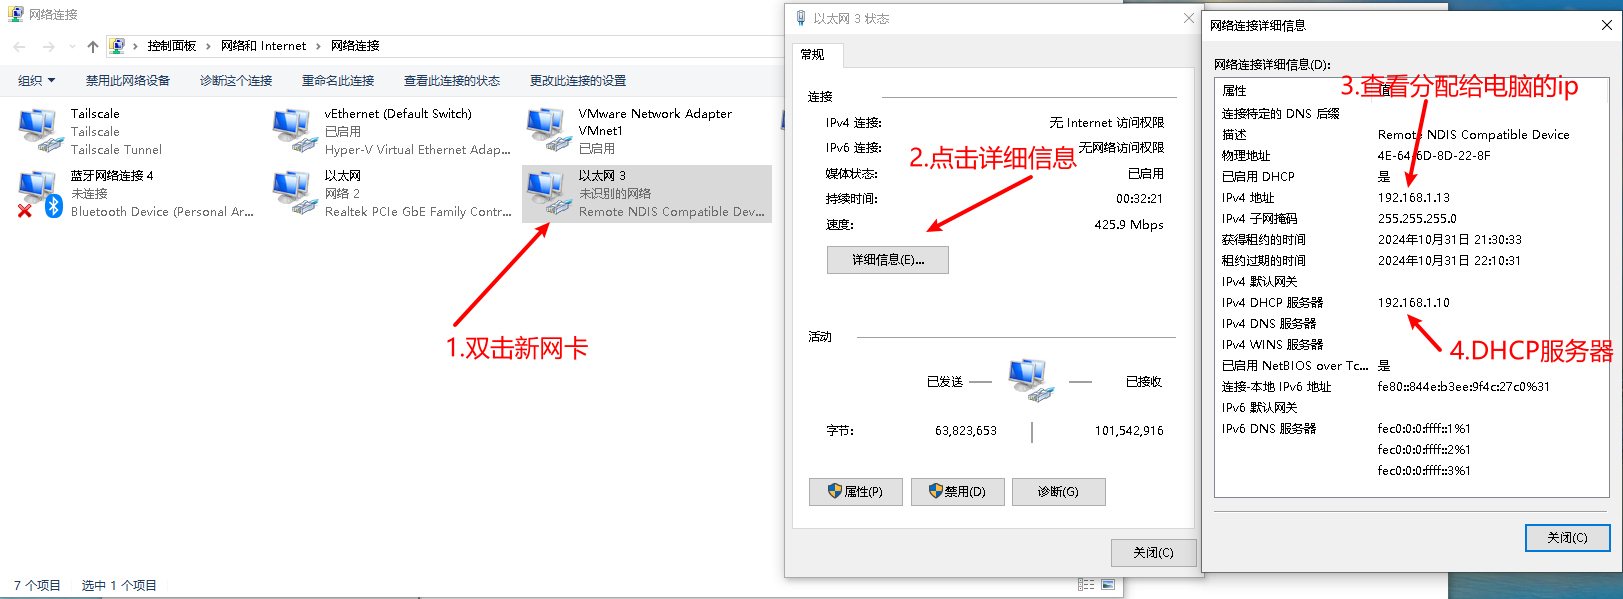 网络连接
控制面板 > 网络和 Internet > 网络连接
组织 禁用此网络设备 诊断这个连接 重命名此连接 查看此连接的状态 更改此连接的设置
Tailscale
Tailscale
Tailscale Tunnel
vEthernet (Default Switch)
已启用
Hyper-V Virtual Ethernet Adap...
VMware Network Adapter
VMnet1
已启用
蓝牙网络连接 4
未连接
Bluetooth Device (Personal Ar...
以太网
网络 2
Realtek PCIe GbE Family Contr...
以太网 3
未识别的网络
Remote NDIS Compatible Dev...
1.双击新网卡
7 个项目 选中 1 个项目
以太网 3 状态
常规
连接
IPv4 连接: 无 Internet 访问权限
IPv6 连接: 无网络访问权限
媒体状态: 已启用
持续时间: 00:32:21
速度: 425.9 Mbps
2.点击详细信息
详细信息(E)...
活动
已发送 已接收
字节: 63,823,653 101,542,916
属性(P) 禁用(D) 诊断(G)
关闭(C)
网络连接详细信息
网络连接详细信息(D):
3.查看分配给电脑的ip
属性 值
连接特定的 DNS 后缀
描述 Remote NDIS Compatible Device
物理地址 4E-64-6D-8D-22-8F
已启用 DHCP 是
IPv4 地址 192.168.1.13
IPv4 子网掩码 255.255.255.0
获得租约的时间 2024年10月31日 21:30:33
租约过期的时间 2024年10月31日 22:10:31
IPv4 默认网关
IPv4 DHCP 服务器 192.168.1.10
IPv4 DNS 服务器
IPv4 WINS 服务器
4.DHCP服务器
已启用 NetBIOS over Tc... 是
连接-本地 IPv6 地址 fe80::844e:b3ee:9f4c:27c0%31
IPv6 默认网关
IPv6 DNS 服务器 fec0:0:0:ffff::1%1
fec0:0:0:ffff::2%1
fec0:0:0:ffff::3%1
关闭(C)